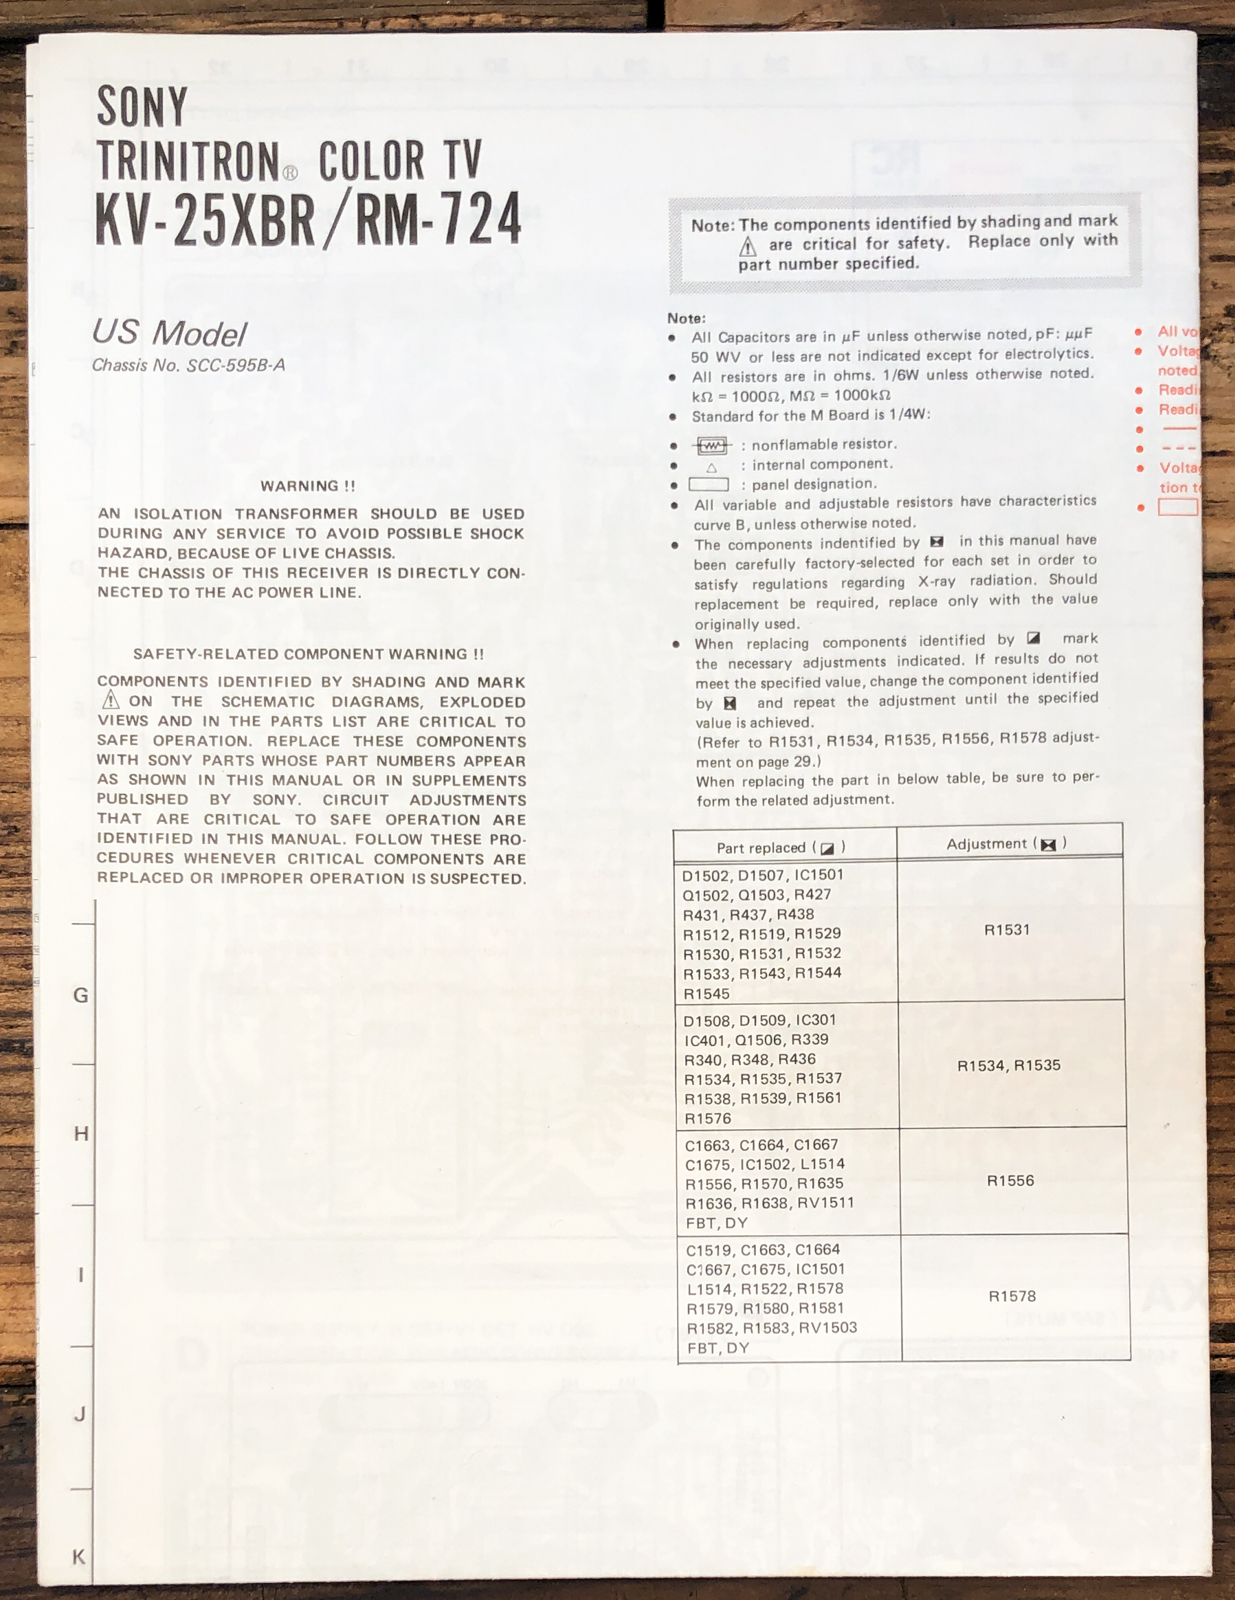 SONY
TRINITRON® COLOR TV
KV-25XBR/RM-724
US Model
Chassis No. SCC-595B-A
WARNING !!
AN ISOLATION TRANSFORMER SHOULD BE USED
DURING ANY SERVICE TO AVOID POSSIBLE SHOCK
HAZARD, BECAUSE OF LIVE CHASSIS.
THE CHASSIS OF THIS RECEIVER IS DIRECTLY CON-
NECTED TO THE AC POWER LINE.
SAFETY-RELATED COMPONENT WARNING !!
COMPONENTS IDENTIFIED BY SHADING AND MARK
⚠ ON THE SCHEMATIC DIAGRAMS, EXPLODED
VIEWS AND IN THE PARTS LIST ARE CRITICAL TO
SAFE OPERATION. REPLACE THESE COMPONENTS
WITH SONY PARTS WHOSE PART NUMBERS APPEAR
AS SHOWN IN THIS MANUAL OR IN SUPPLEMENTS
PUBLISHED BY SONY. CIRCUIT ADJUSTMENTS
THAT ARE CRITICAL TO SAFE OPERATION ARE
IDENTIFIED IN THIS MANUAL. FOLLOW THESE PRO-
CEDURES WHENEVER CRITICAL COMPONENTS ARE
REPLACED OR IMPROPER OPERATION IS SUSPECTED.
G
H
I
J
K
Note: The components identified by shading and mark
⚠ are critical for safety. Replace only with
part number specified.
Note:
● All Capacitors are in μF unless otherwise noted, pF: μμF
50 WV or less are not indicated except for electrolytics.
● All resistors are in ohms. 1/6W unless otherwise noted.
kΩ = 1000Ω, MΩ = 1000kΩ
● Standard for the M Board is 1/4W:
● : nonflamable resistor.
● △ : internal component.
● : panel designation.
● All variable and adjustable resistors have characteristics
curve B, unless otherwise noted.
● The components indentified by ⧓ in this manual have
been carefully factory-selected for each set in order to
satisfy regulations regarding X-ray radiation. Should
replacement be required, replace only with the value
originally used.
● When replacing components identified by ◪ mark
the necessary adjustments indicated. If results do not
meet the specified value, change the component identified
by ⧓ and repeat the adjustment until the specified
value is achieved.
(Refer to R1531, R1534, R1535, R1556, R1578 adjust-
ment on page 29.)
When replacing the part in below table, be sure to per-
form the related adjustment.
Part replaced ( ◪ )
Adjustment ( ⧓ )
D1502, D1507, IC1501
Q1502, Q1503, R427
R431, R437, R438
R1512, R1519, R1529
R1530, R1531, R1532
R1533, R1543, R1544
R1545
R1531
D1508, D1509, IC301
IC401, Q1506, R339
R340, R348, R436
R1534, R1535, R1537
R1538, R1539, R1561
R1576
R1534, R1535
C1663, C1664, C1667
C1675, IC1502, L1514
R1556, R1570, R1635
R1636, R1638, RV1511
FBT, DY
R1556
C1519, C1663, C1664
C1667, C1675, IC1501
L1514, R1522, R1578
R1579, R1580, R1581
R1582, R1583, RV1503
FBT, DY
R1578
● All vo
● Volta
noted
● Readi
● Readi
● Volta
tion t